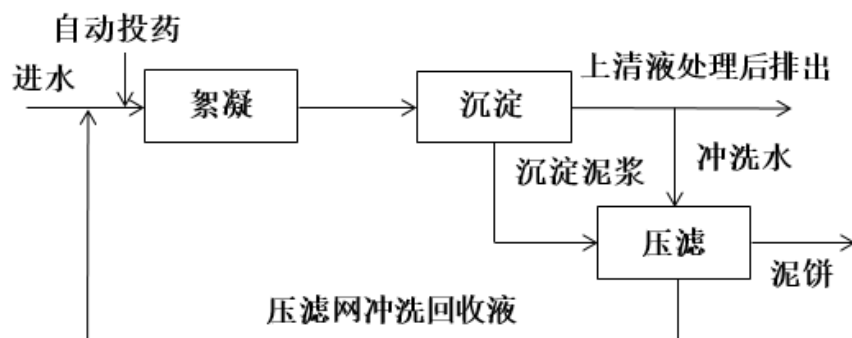 自动投药
进水
絮凝
沉淀
上清液处理后排出
沉淀泥浆
冲洗水
压滤
泥饼
压滤网冲洗回收液